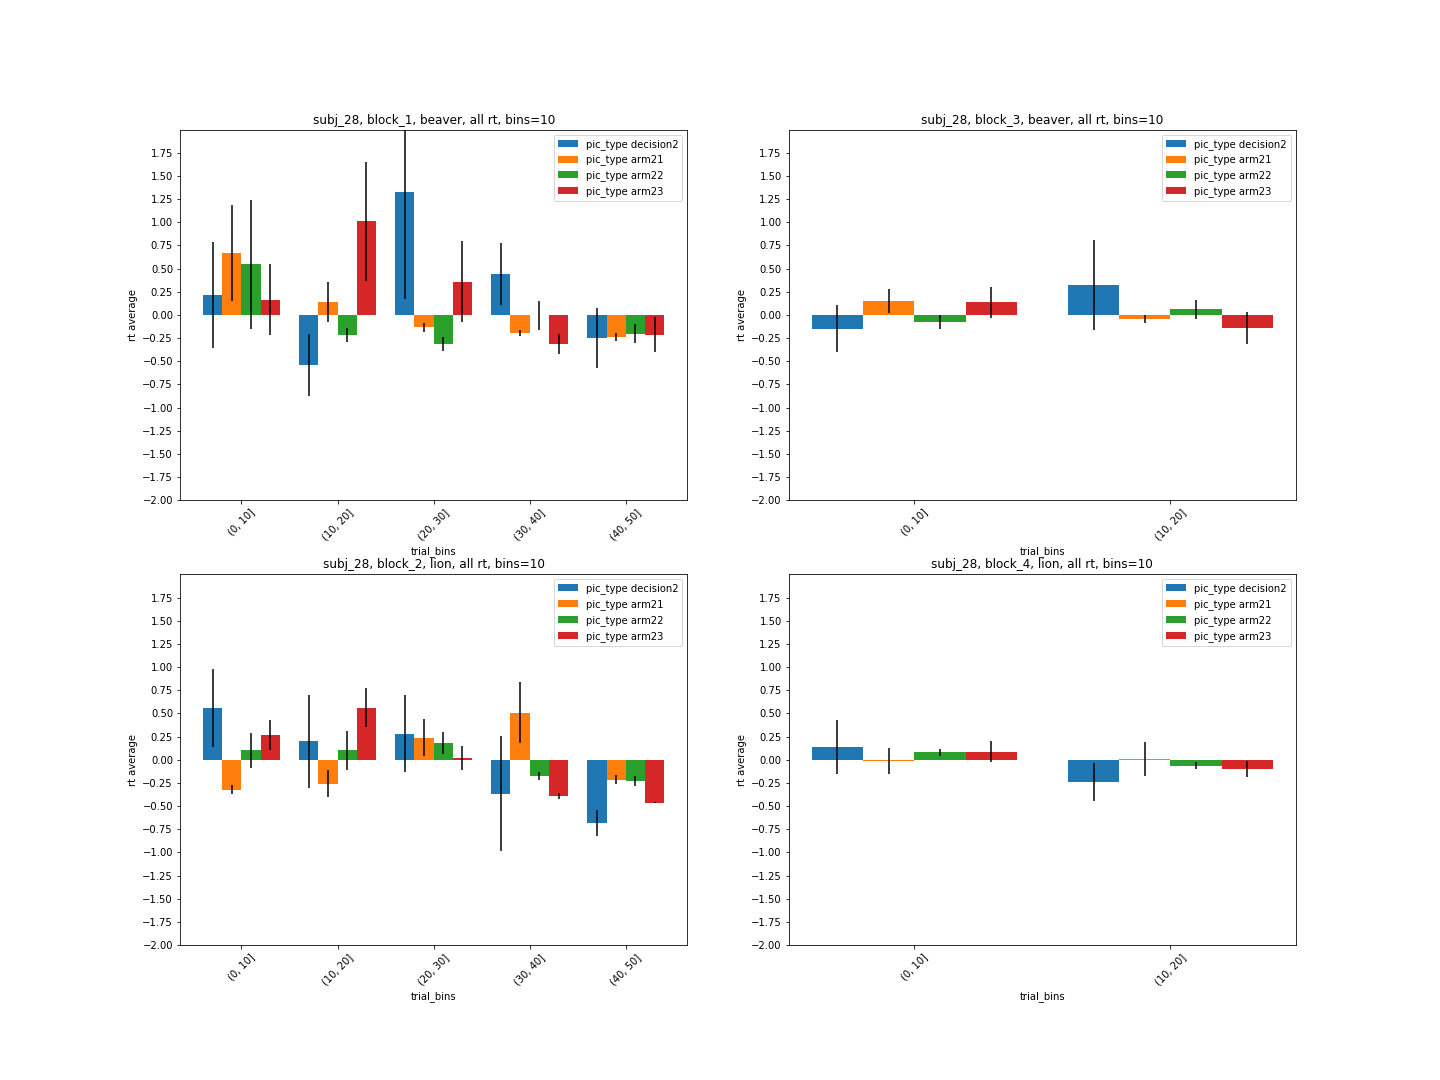 subj_28, block_1, beaver, all rt, bins=10
pic_type decision2
pic_type arm21
pic_type arm22
pic_type arm23
1.75
1.50
1.25
1.00
0.75
0.50
0.25
0.00
−0.25
−0.50
−0.75
−1.00
−1.25
−1.50
−1.75
−2.00
rt average
(0, 10]
(10, 20]
(20, 30]
(30, 40]
(40, 50]
trial_bins
subj_28, block_3, beaver, all rt, bins=10
pic_type decision2
pic_type arm21
pic_type arm22
pic_type arm23
1.75
1.50
1.25
1.00
0.75
0.50
0.25
0.00
−0.25
−0.50
−0.75
−1.00
−1.25
−1.50
−1.75
−2.00
rt average
(0, 10]
(10, 20]
trial_bins
subj_28, block_2, lion, all rt, bins=10
pic_type decision2
pic_type arm21
pic_type arm22
pic_type arm23
1.75
1.50
1.25
1.00
0.75
0.50
0.25
0.00
−0.25
−0.50
−0.75
−1.00
−1.25
−1.50
−1.75
−2.00
rt average
(0, 10]
(10, 20]
(20, 30]
(30, 40]
(40, 50]
trial_bins
subj_28, block_4, lion, all rt, bins=10
pic_type decision2
pic_type arm21
pic_type arm22
pic_type arm23
1.75
1.50
1.25
1.00
0.75
0.50
0.25
0.00
−0.25
−0.50
−0.75
−1.00
−1.25
−1.50
−1.75
−2.00
rt average
(0, 10]
(10, 20]
trial_bins